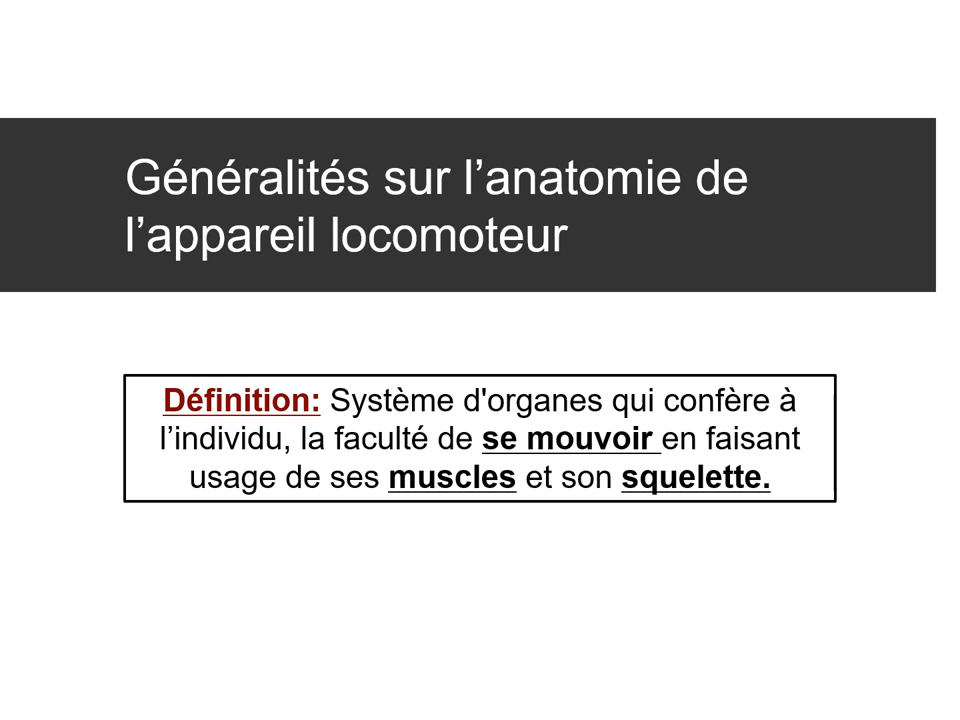 Généralités sur l’anatomie de
l’appareil locomoteur
Définition: Système d'organes qui confère à
l’individu, la faculté de se mouvoir en faisant
usage de ses muscles et son squelette.